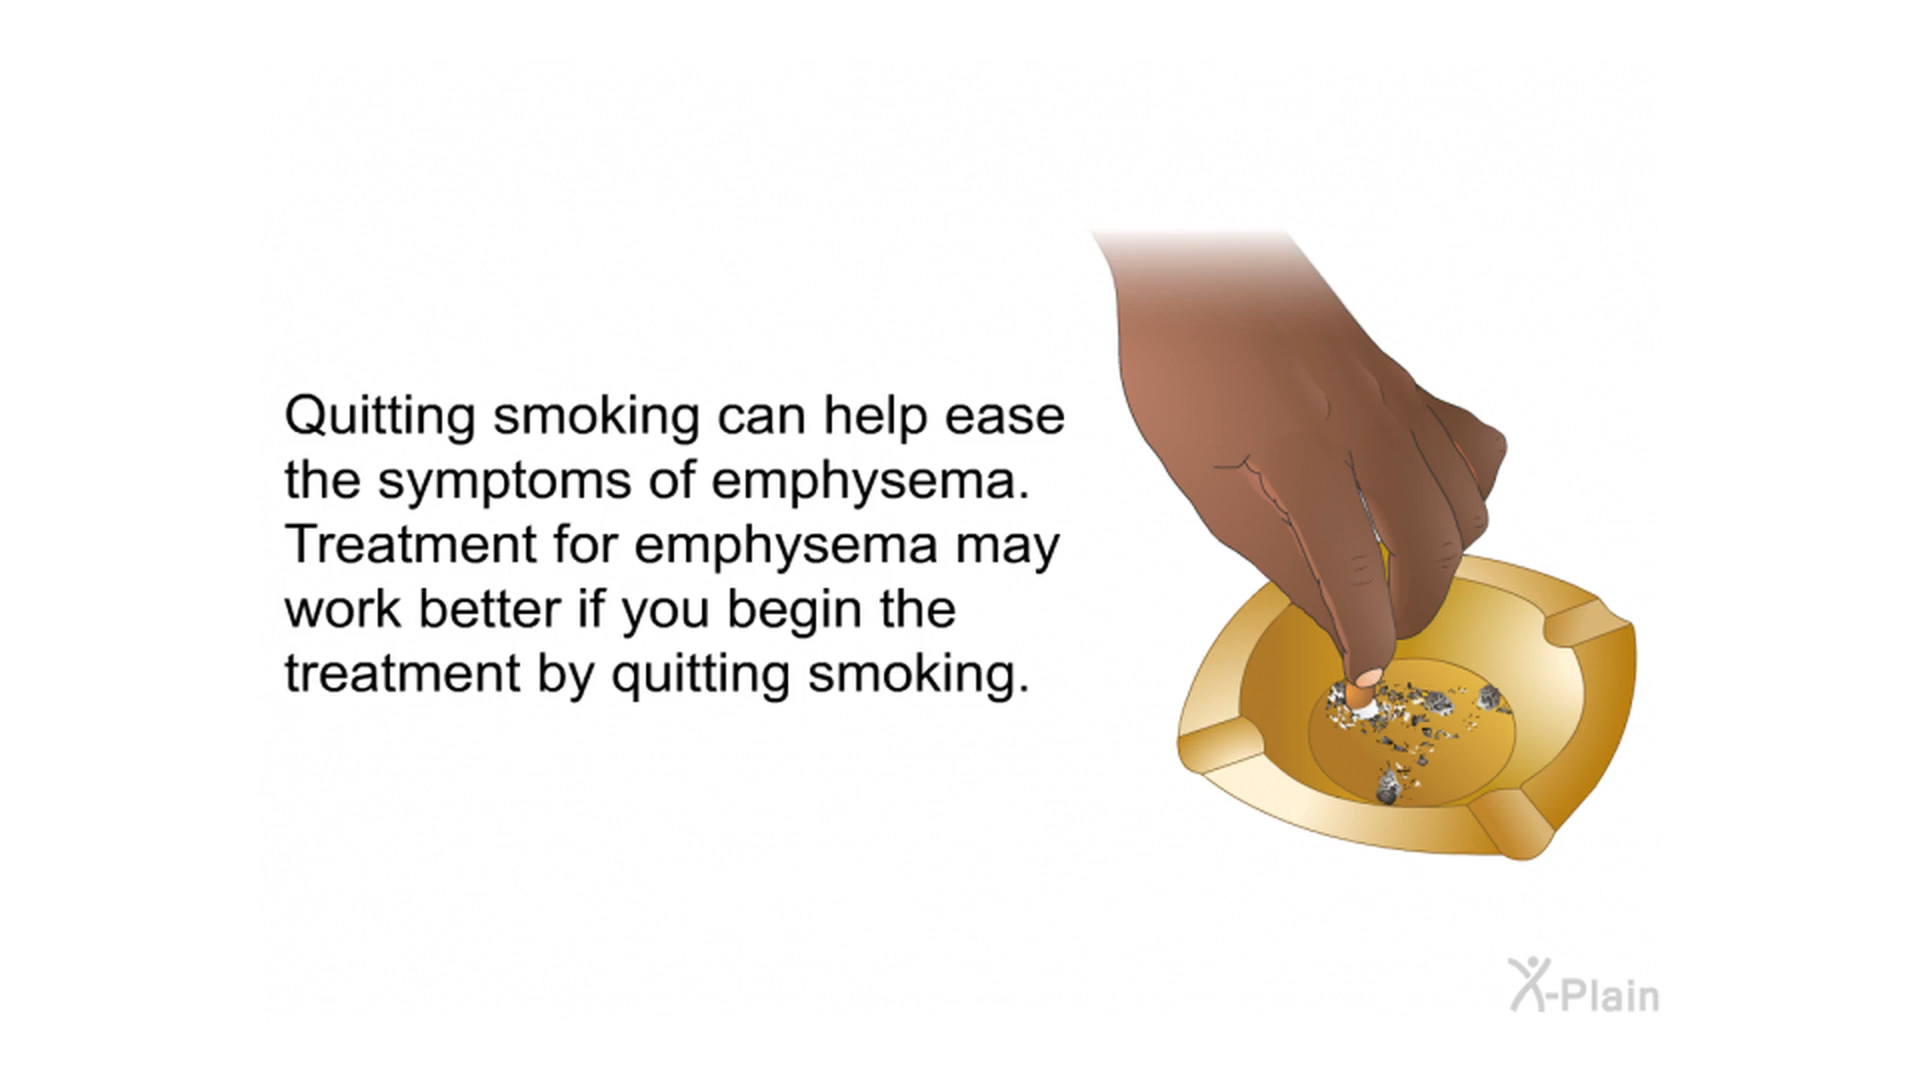 Quitting smoking can help ease
the symptoms of emphysema.
Treatment for emphysema may
work better if you begin the
treatment by quitting smoking.
X-Plain